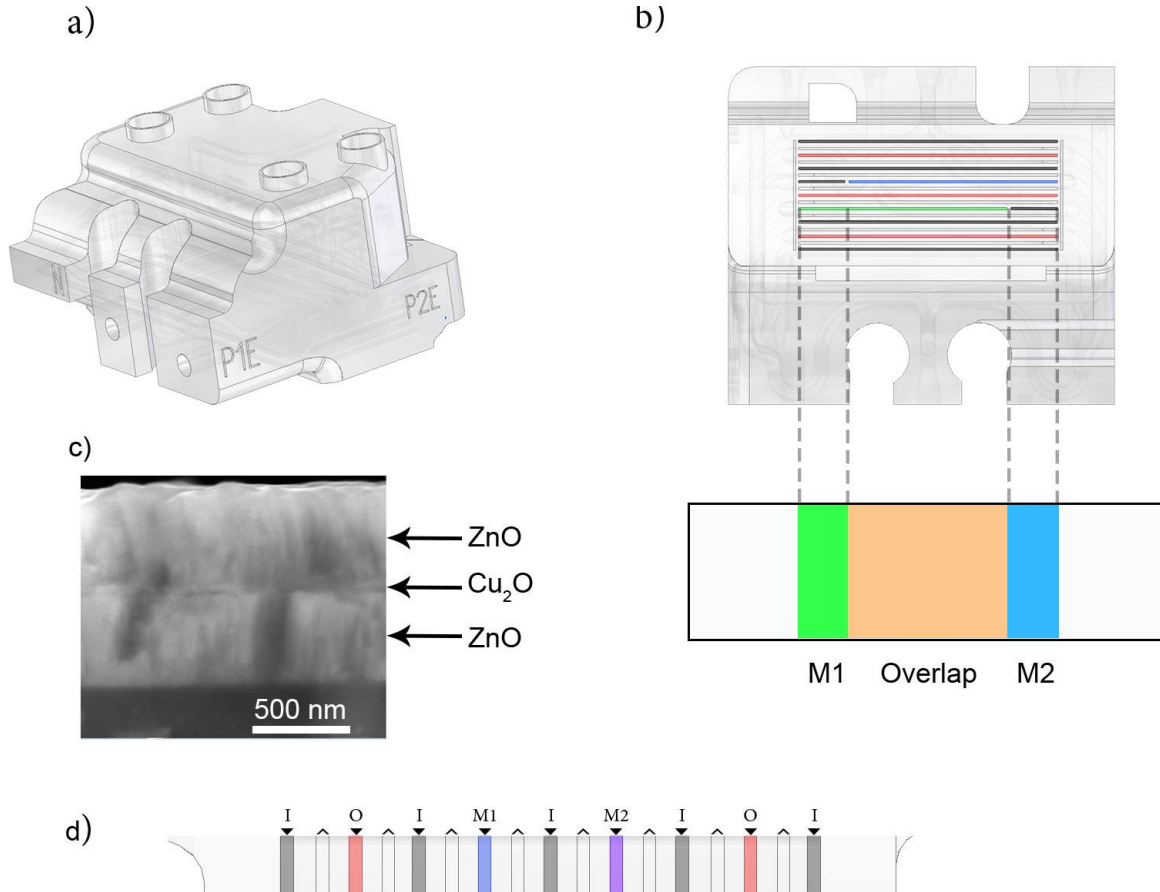 a)
b)
N
P1E
P2E
c)
ZnO
Cu₂O
ZnO
500 nm
M1 Overlap M2
d)
I O I M1 I M2 I O I